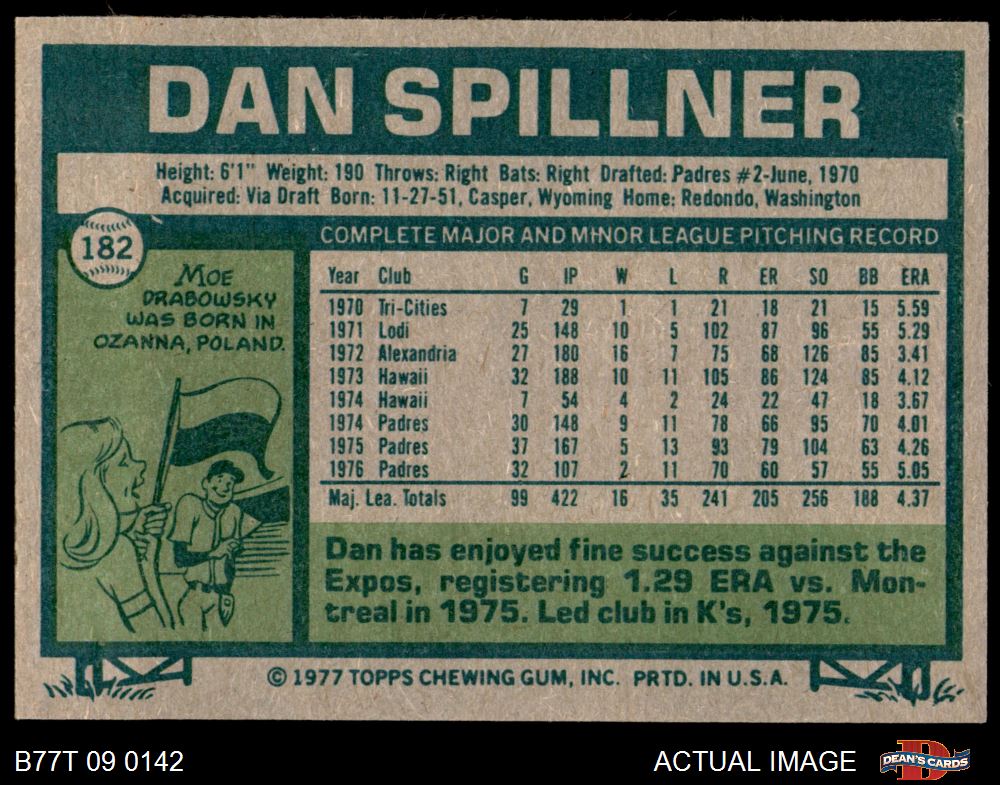 DAN SPILLNER
Height: 6'1" Weight: 190 Throws: Right Bats: Right Drafted: Padres #2-June, 1970
Acquired: Via Draft Born: 11-27-51, Casper, Wyoming Home: Redondo, Washington
182
COMPLETE MAJOR AND MINOR LEAGUE PITCHING RECORD
MOE
DRABOWSKY
WAS BORN IN
OZANNA, POLAND.
Year Club G IP W L R ER SO BB ERA
1970 Tri-Cities 7 29 1 1 21 18 21 15 5.59
1971 Lodi 25 148 10 5 102 87 96 55 5.29
1972 Alexandria 27 180 16 7 75 68 126 85 3.41
1973 Hawaii 32 188 10 11 105 86 124 85 4.12
1974 Hawaii 7 54 4 2 24 22 47 18 3.67
1974 Padres 30 148 9 11 78 66 95 70 4.01
1975 Padres 37 167 5 13 93 79 104 63 4.26
1976 Padres 32 107 2 11 70 60 57 55 5.05
Maj. Lea. Totals 99 422 16 35 241 205 256 188 4.37
Dan has enjoyed fine success against the
Expos, registering 1.29 ERA vs. Mon-
treal in 1975. Led club in K's, 1975.
© 1977 TOPPS CHEWING GUM, INC. PRTD. IN U.S.A.
B77T 09 0142 ACTUAL IMAGE
DEAN'S CARDS